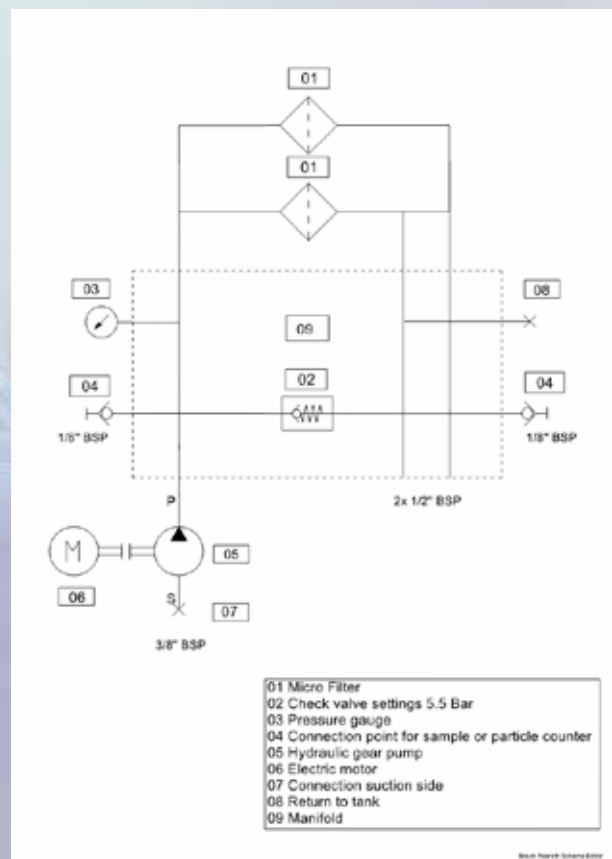 01
01
03
08
09
04
02
04
1/8" BSP
1/8" BSP
P
2x 1/2" BSP
M
05
06
S
07
3/8" BSP
01 Micro Filter
02 Check valve settings 5.5 Bar
03 Pressure gauge
04 Connection point for sample or particle counter
05 Hydraulic gear pump
06 Electric motor
07 Connection suction side
08 Return to tank
09 Manifold